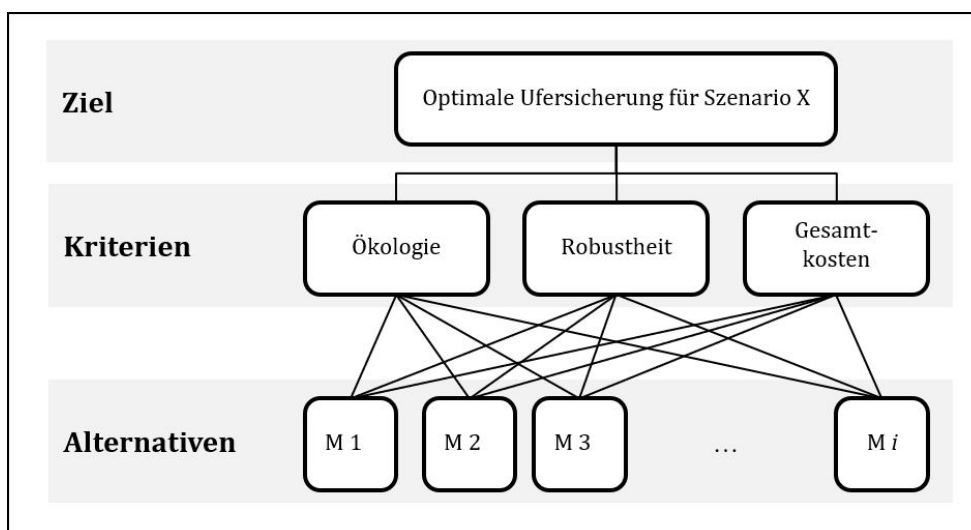 Ziel
Optimale Ufersicherung für Szenario X
Kriterien
Ökologie
Robustheit
Gesamt-
kosten
Alternativen
M 1
M 2
M 3
…
M i